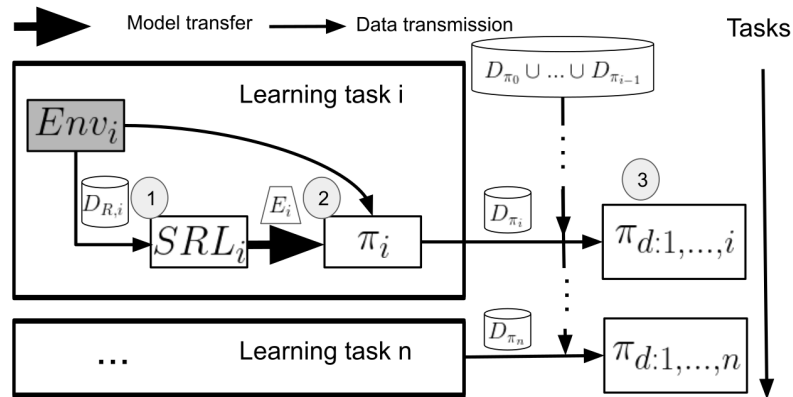 Model transfer
Data transmission
Tasks
D_{π_0} ∪ ... ∪ D_{π_{i-1}}
Learning task i
Env_i
D_{R,i}
1
E_i
2
SRL_i
π_i
D_{π_i}
3
π_{d:1,...,i}
...
Learning task n
D_{π_n}
π_{d:1,...,n}